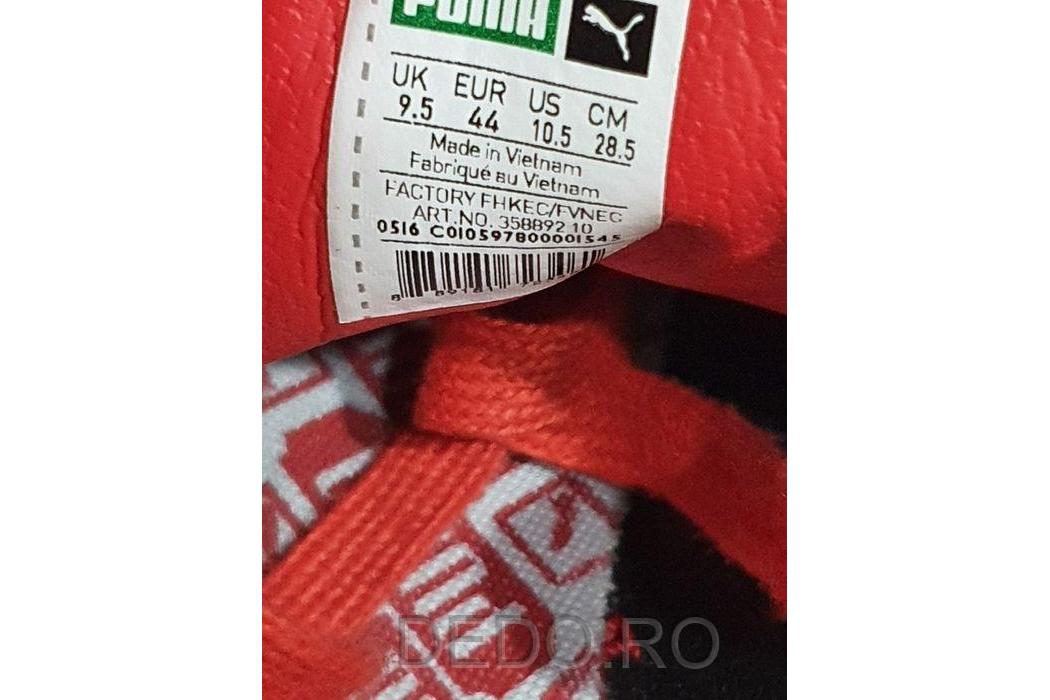 PUMA
UK EUR US CM
9.5 44 10.5 28.5
Made in Vietnam
Fabriqué au Vietnam
FACTORY FHKEC/FVNEC
ART.NO. 358892 10
0516 C010597800001545
DEDO.RO